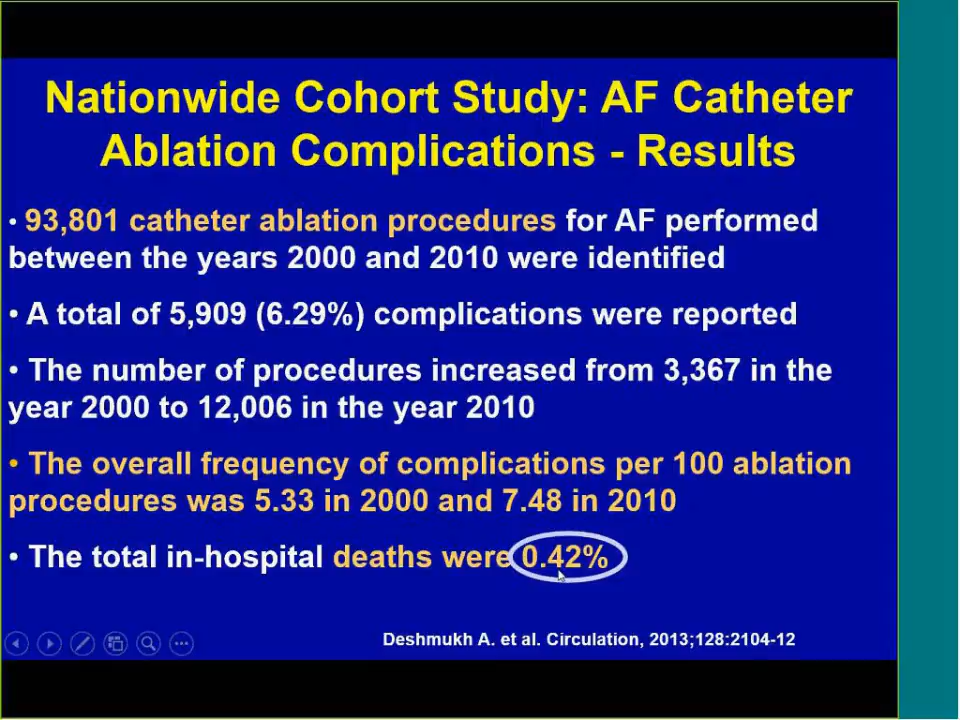 Nationwide Cohort Study: AF Catheter
Ablation Complications - Results
• 93,801 catheter ablation procedures for AF performed
between the years 2000 and 2010 were identified
• A total of 5,909 (6.29%) complications were reported
• The number of procedures increased from 3,367 in the
year 2000 to 12,006 in the year 2010
• The overall frequency of complications per 100 ablation
procedures was 5.33 in 2000 and 7.48 in 2010
• The total in-hospital deaths were 0.42%
Deshmukh A. et al. Circulation, 2013;128:2104-12